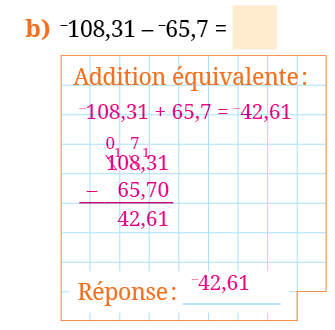 b) ⁻108,31 – ⁻65,7 =
Addition équivalente :
⁻108,31 + 65,7 = ⁻42,61
0 1 7 1
108,31
– 65,70
42,61
Réponse : ⁻42,61